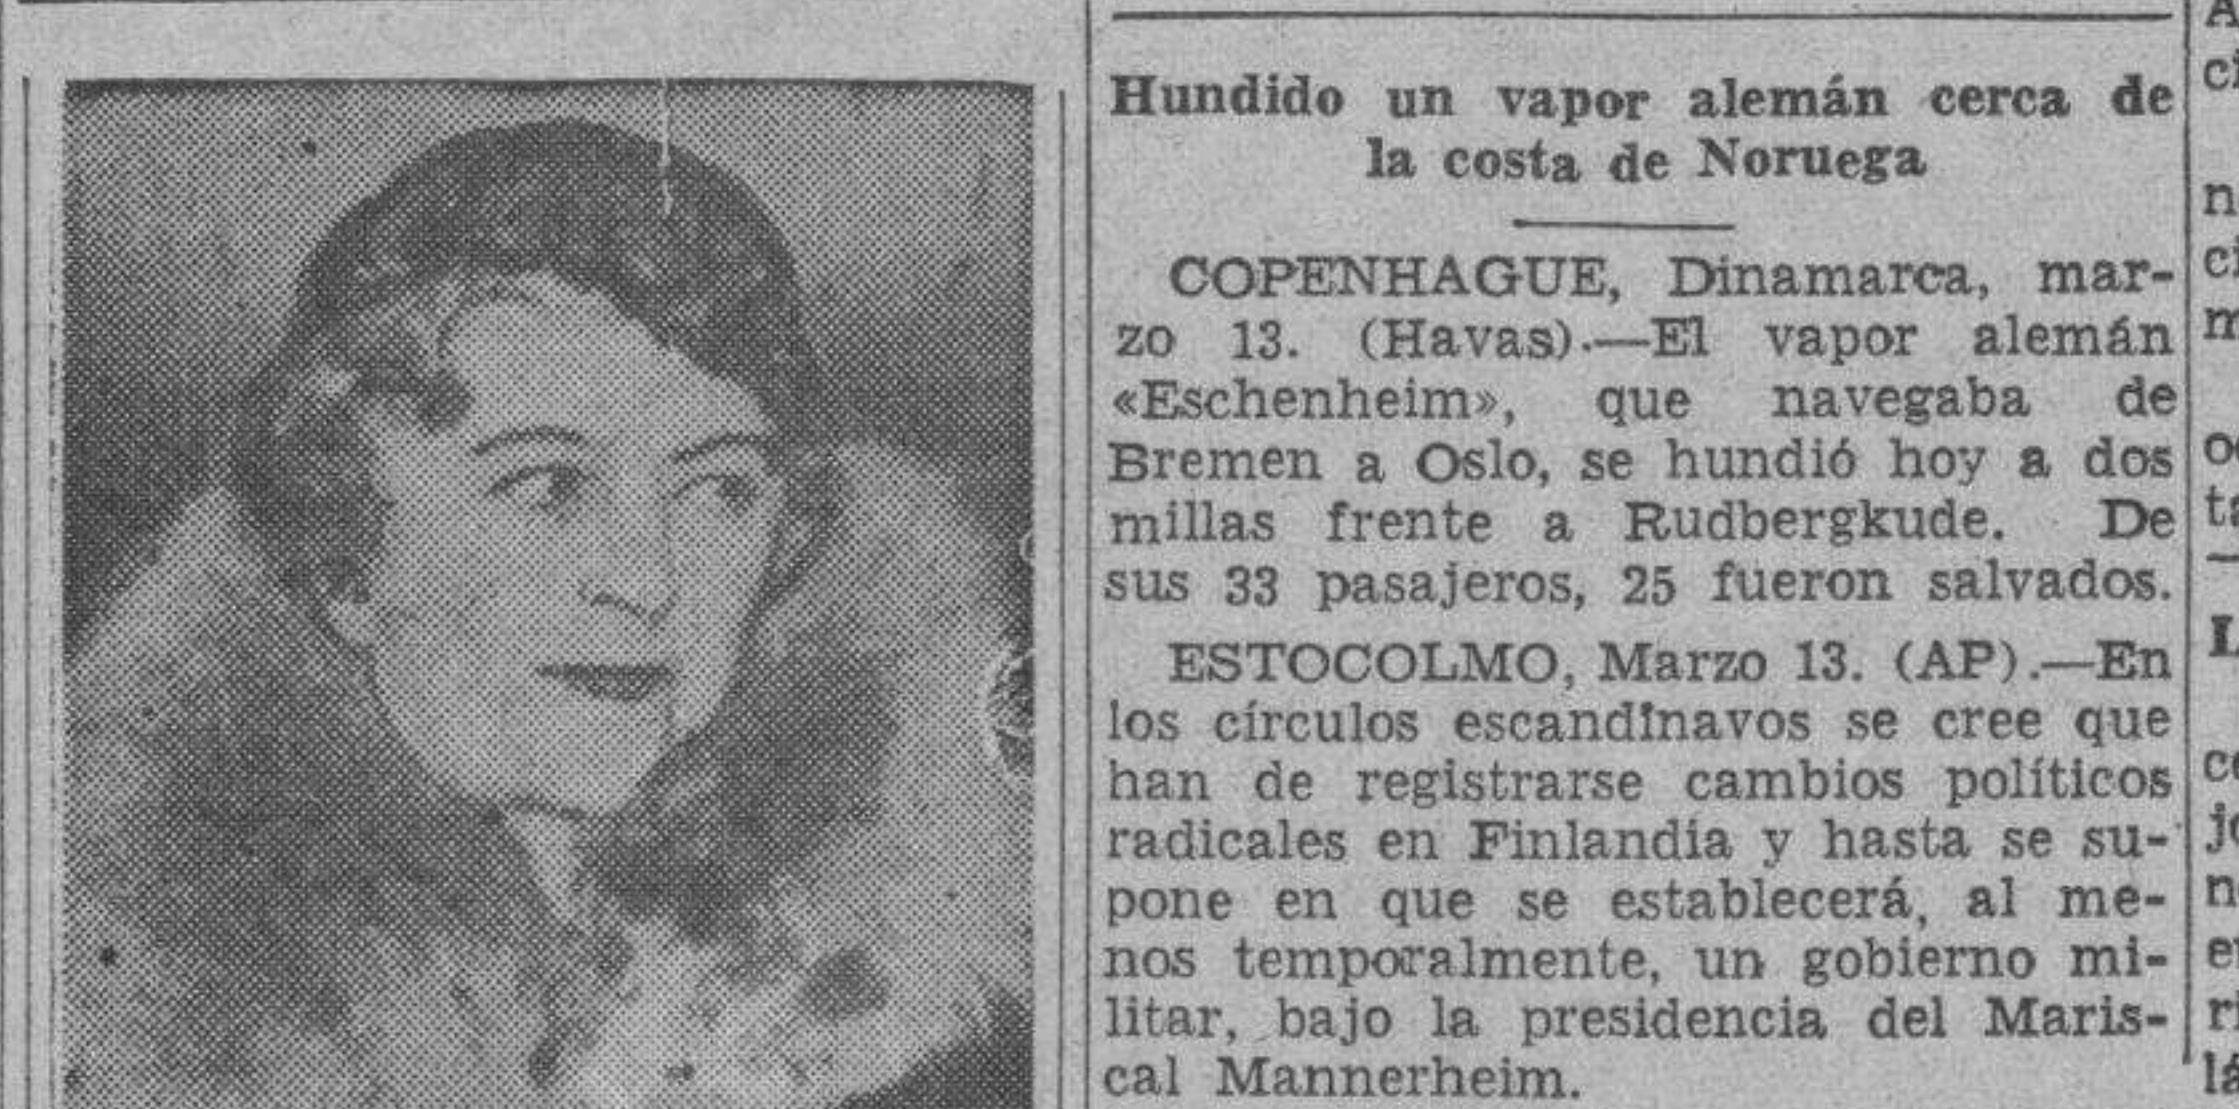 Hundido un vapor alemán cerca de
la costa de Noruega
COPENHAGUE, Dinamarca, mar-
zo 13. (Havas).—El vapor alemán
«Eschenheim», que navegaba de
Bremen a Oslo, se hundió hoy a dos
millas frente a Rudbergkude. De
sus 33 pasajeros, 25 fueron salvados.
ESTOCOLMO, Marzo 13. (AP).—En
los círculos escandinavos se cree que
han de registrarse cambios políticos
radicales en Finlandia y hasta se su-
pone en que se establecerá, al me-
nos temporalmente, un gobierno mi-
litar, bajo la presidencia del Maris-
cal Mannerheim.